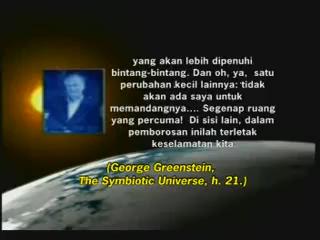 yang akan lebih dipenuhi
bintang-bintang. Dan oh, ya, satu
perubahan kecil lainnya: tidak
akan ada saya untuk
memandangnya.... Segenap ruang
yang percuma! Di sisi lain, dalam
pemborosan inilah terletak
keselamatan kita.
(George Greenstein,
The Symbiotic Universe, h. 21.)